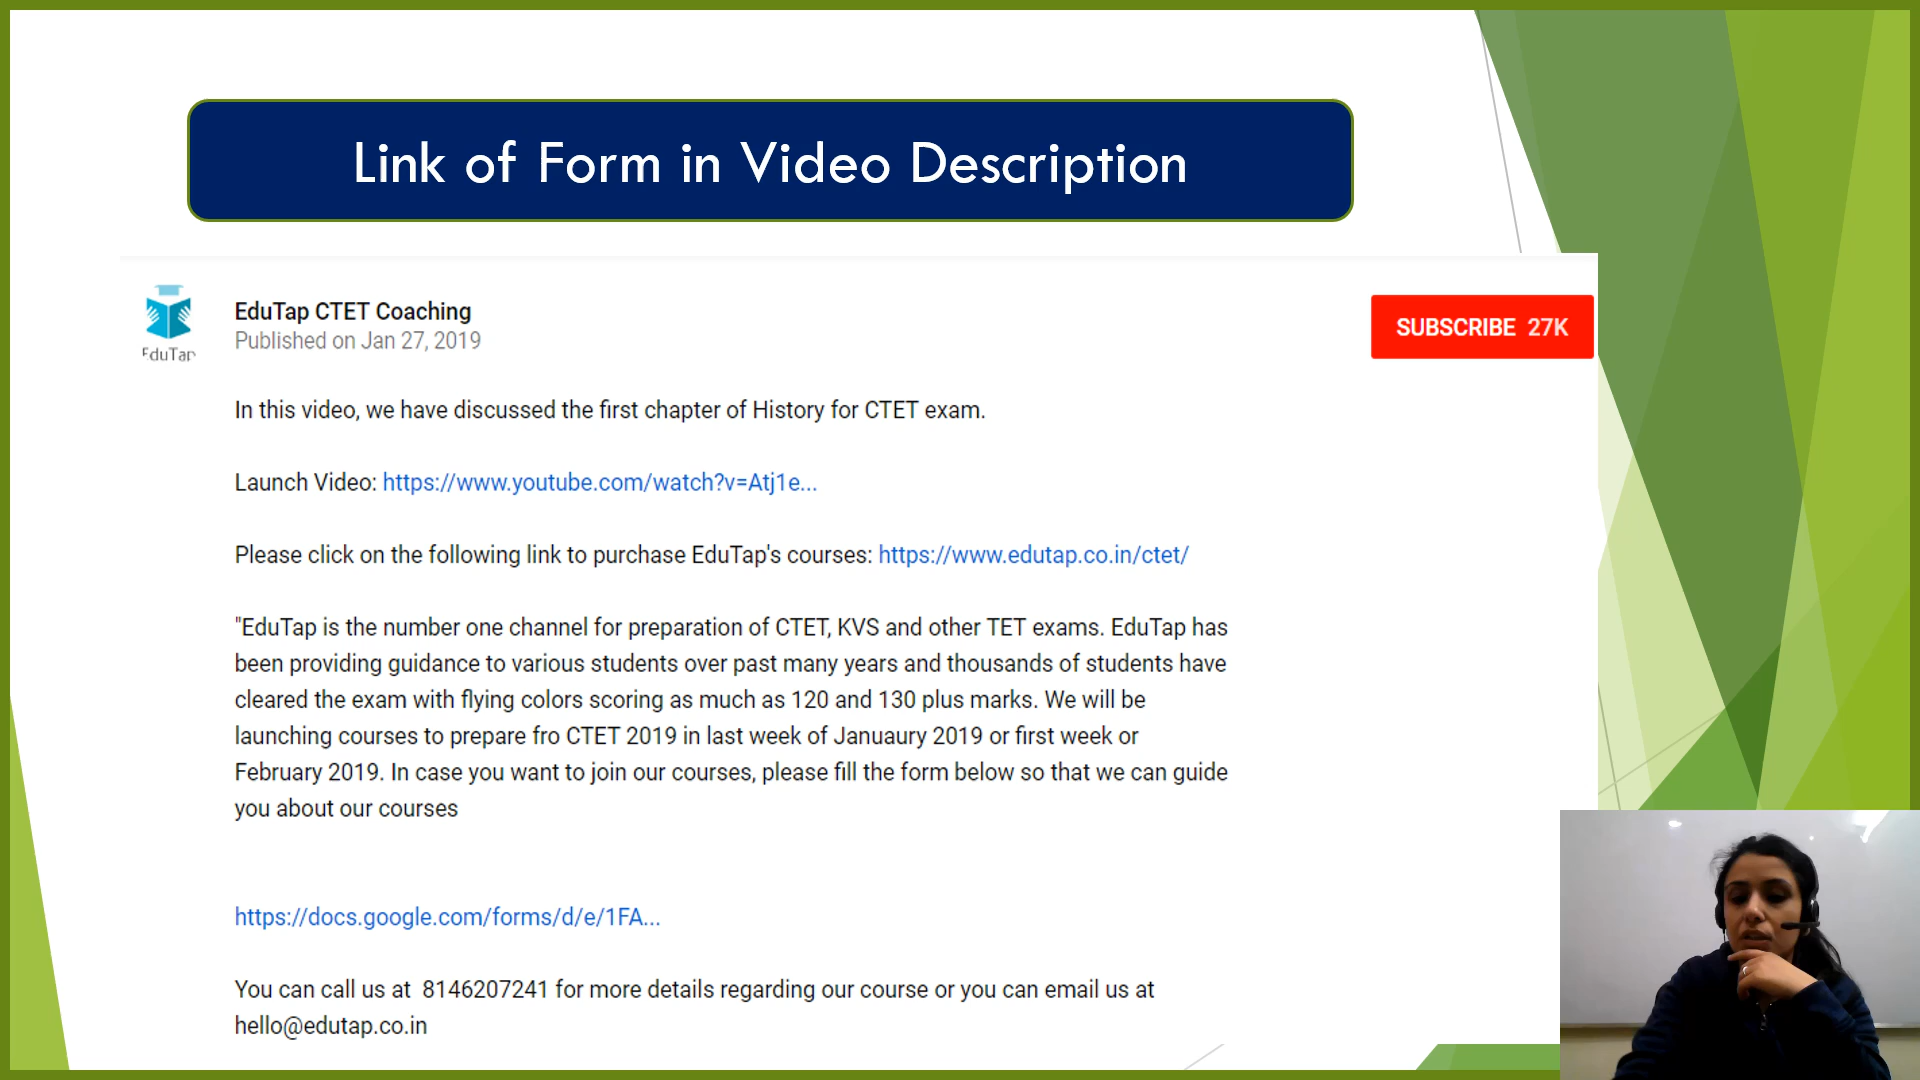 Link of Form in Video Description
EduTap
EduTap CTET Coaching
Published on Jan 27, 2019
SUBSCRIBE 27K
In this video, we have discussed the first chapter of History for CTET exam.
Launch Video: https://www.youtube.com/watch?v=Atj1e...
Please click on the following link to purchase EduTap's courses: https://www.edutap.co.in/ctet/
"EduTap is the number one channel for preparation of CTET, KVS and other TET exams. EduTap has
been providing guidance to various students over past many years and thousands of students have
cleared the exam with flying colors scoring as much as 120 and 130 plus marks. We will be
launching courses to prepare fro CTET 2019 in last week of Januaury 2019 or first week or
February 2019. In case you want to join our courses, please fill the form below so that we can guide
you about our courses
https://docs.google.com/forms/d/e/1FA...
You can call us at  8146207241 for more details regarding our course or you can email us at
hello@edutap.co.in